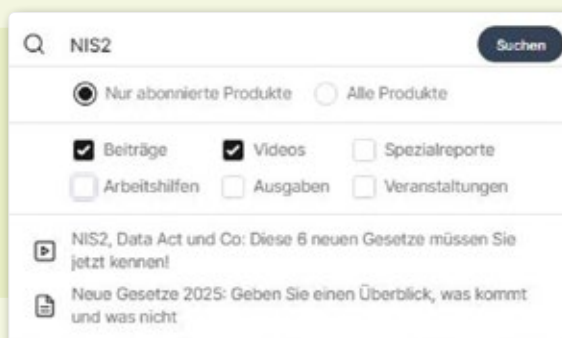 NIS2 Suchen
Nur abonnierte Produkte Alle Produkte
Beiträge Videos Spezialreporte
Arbeitshilfen Ausgaben Veranstaltungen
NIS2, Data Act und Co: Diese 6 neuen Gesetze müssen Sie
jetzt kennen!
Neue Gesetze 2025: Geben Sie einen Überblick, was kommt
und was nicht